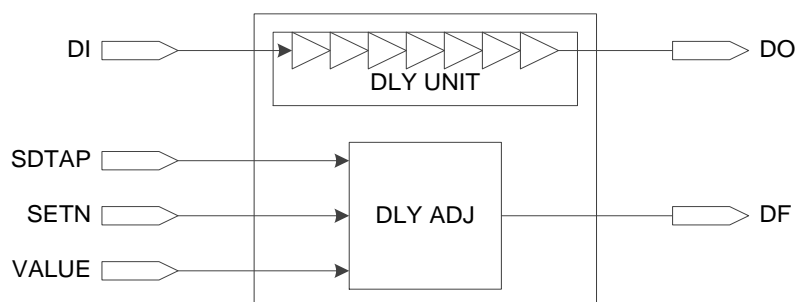 DI
DLY UNIT
DO
SDTAP
SETN
DLY ADJ
DF
VALUE